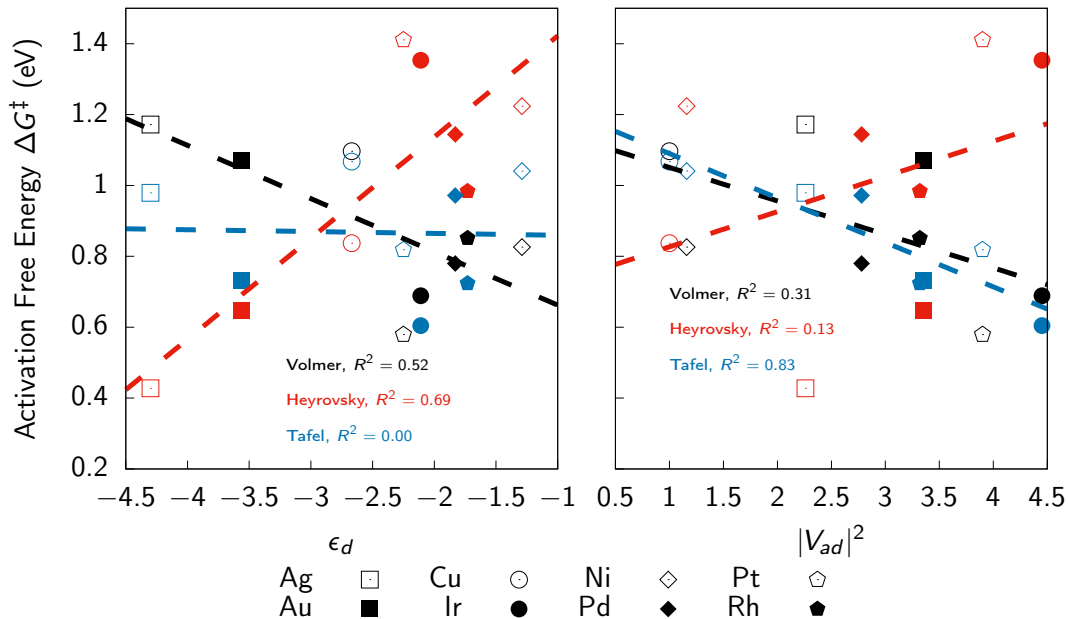 Activation Free Energy ΔG‡ (eV)
1.4
1.2
1
0.8
0.6
0.4
0.2
Volmer, R² = 0.52
Heyrovsky, R² = 0.69
Tafel, R² = 0.00
−4.5 −4 −3.5 −3 −2.5 −2 −1.5 −1
ϵd
Volmer, R² = 0.31
Heyrovsky, R² = 0.13
Tafel, R² = 0.83
0.5 1 1.5 2 2.5 3 3.5 4 4.5
|Vad|²
Ag Cu Ni Pt
Au Ir Pd Rh